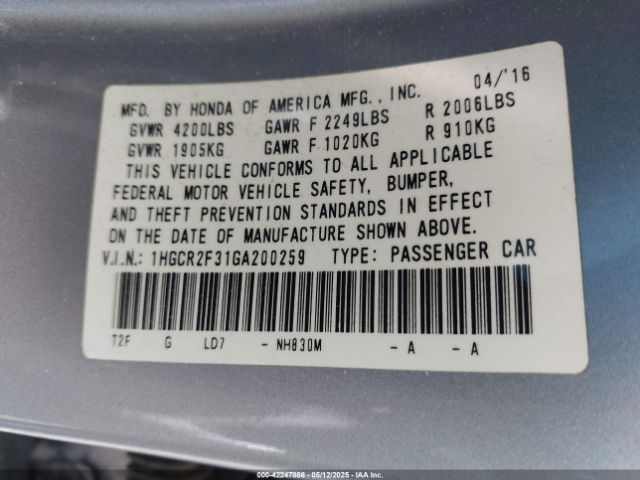 MFD. BY HONDA OF AMERICA MFG., INC. 04/'16
GVWR 4200LBS GAWR F 2249LBS R 2006LBS
GVWR 1905KG GAWR F 1020KG R 910KG
THIS VEHICLE CONFORMS TO ALL APPLICABLE
FEDERAL MOTOR VEHICLE SAFETY, BUMPER,
AND THEFT PREVENTION STANDARDS IN EFFECT
ON THE DATE OF MANUFACTURE SHOWN ABOVE.
V.I.N.: 1HGCR2F31GA200259 TYPE: PASSENGER CAR
T2F G LD7 - NH830M - A - A
000-42247886 - 05/12/2025 - IAAI Inc.